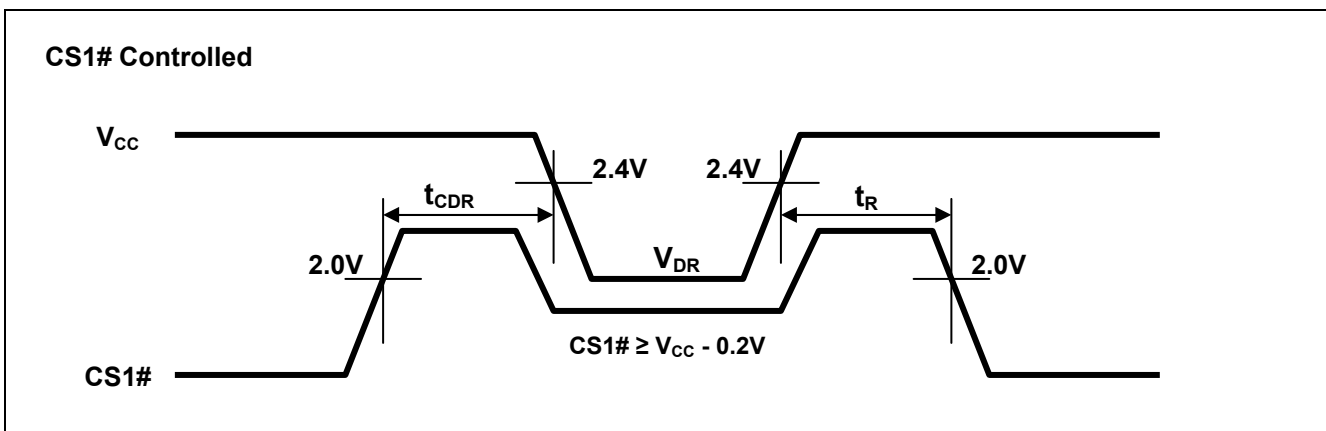 CS1# Controlled
VCC
2.4V 2.4V
tCDR tR
2.0V VDR 2.0V
CS1# ≥ VCC - 0.2V
CS1#